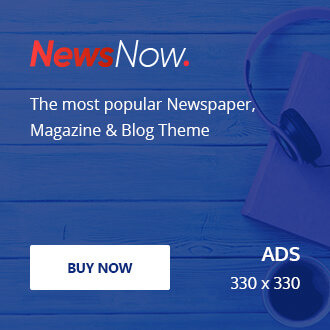 NewsNow.
The most popular Newspaper,
Magazine & Blog Theme
BUY NOW
ADS
330 x 330